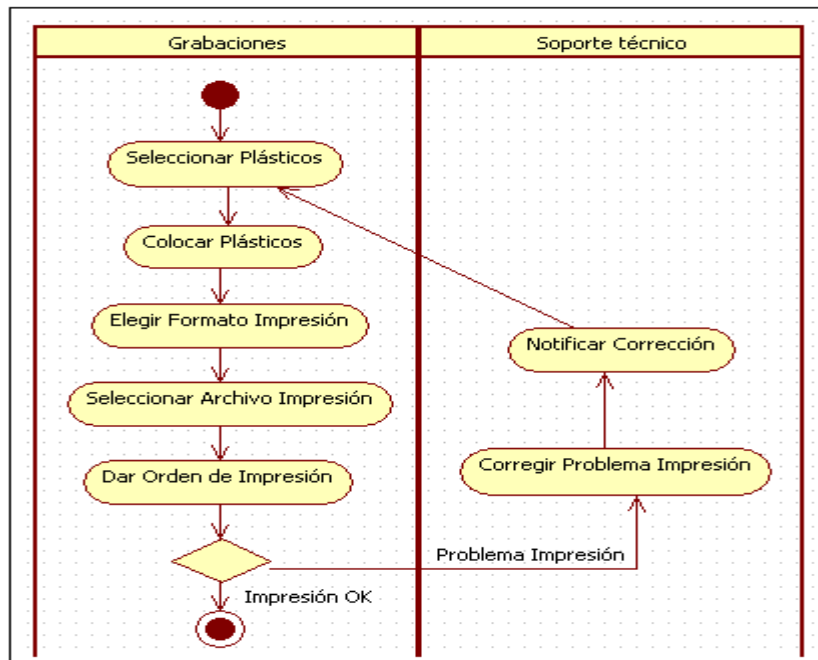 Grabaciones
Soporte técnico
Seleccionar Plásticos
Colocar Plásticos
Elegir Formato Impresión
Notificar Corrección
Seleccionar Archivo Impresión
Corregir Problema Impresión
Dar Orden de Impresión
Problema Impresión
Impresión OK